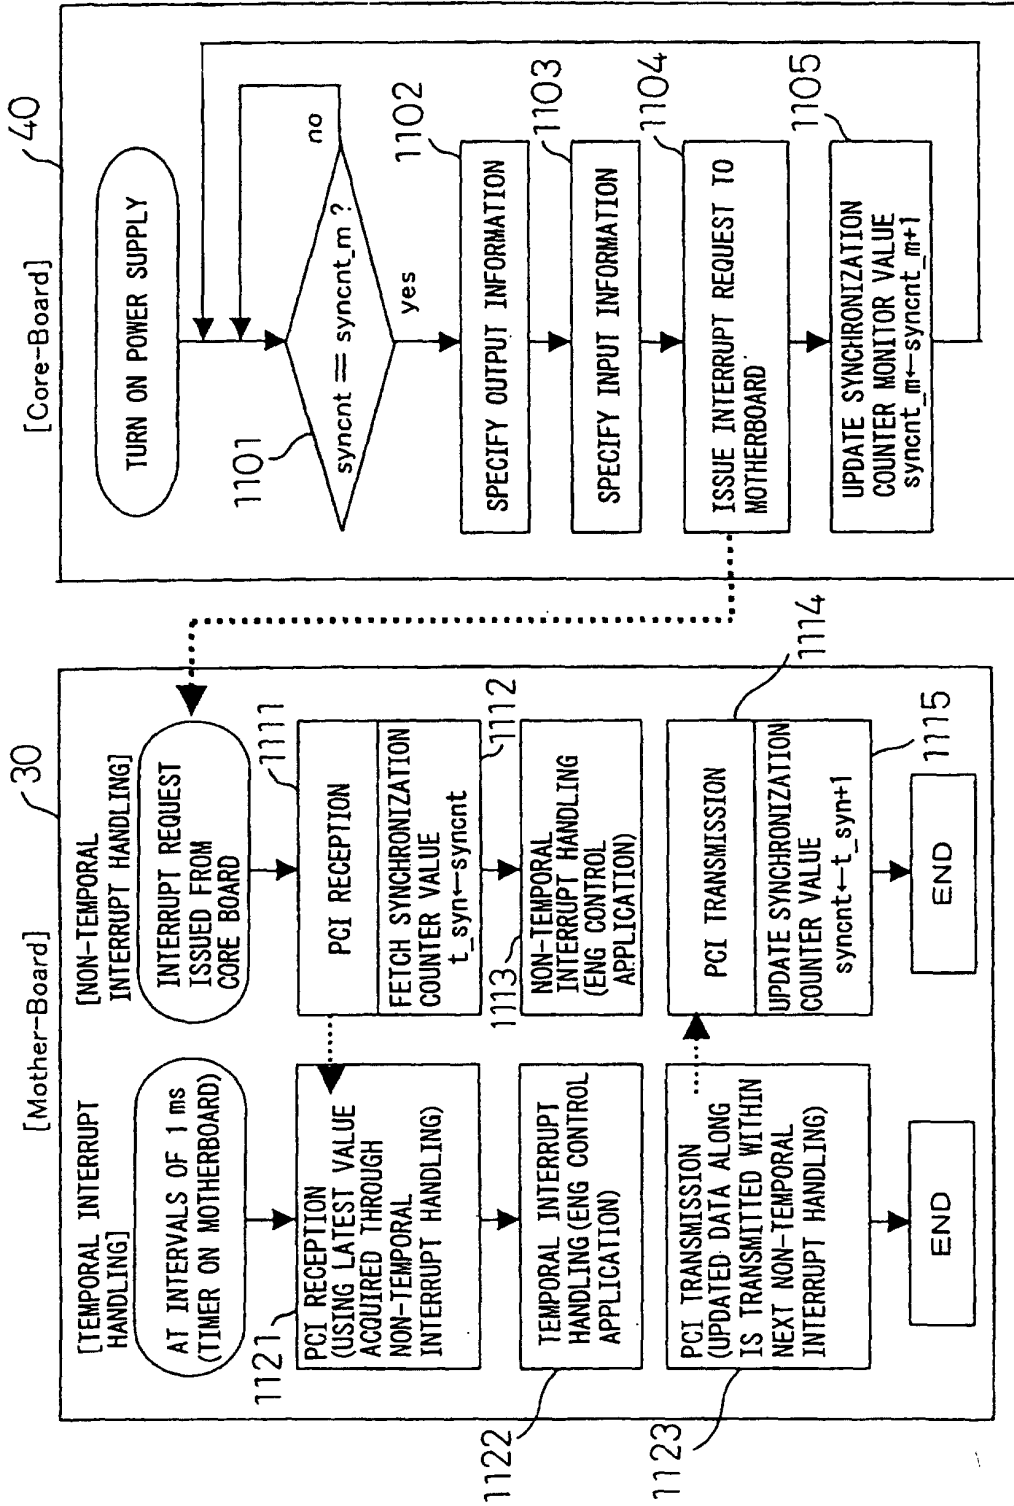 [Mother-Board]
30
[TEMPORAL INTERRUPT
HANDLING]
AT INTERVALS OF 1 ms
(TIMER ON MOTHERBOARD)
1121
PCI RECEPTION
(USING LATEST VALUE
ACQUIRED THROUGH
NON-TEMPORAL
INTERRUPT HANDLING)
1122
TEMPORAL INTERRUPT
HANDLING (ENG CONTROL
APPLICATION)
1123
PCI TRANSMISSION
(UPDATED DATA ALONG
IS TRANSMITTED WITHIN
NEXT NON-TEMPORAL
INTERRUPT HANDLING)
END
[NON-TEMPORAL
INTERRUPT HANDLING]
INTERRUPT REQUEST
ISSUED FROM
CORE BOARD
1111
PCI RECEPTION
1112
FETCH SYNCHRONIZATION
COUNTER VALUE
t_syn←syncnt
1113
NON-TEMPORAL
INTERRUPT HANDLING
(ENG CONTROL
APPLICATION)
1114
PCI TRANSMISSION
UPDATE SYNCHRONIZATION
COUNTER VALUE
syncnt←t_syn+1
1115
END
[Core-Board]
40
TURN ON POWER SUPPLY
1101
syncnt == syncnt_m ?
no
yes
1102
SPECIFY OUTPUT INFORMATION
1103
SPECIFY INPUT INFORMATION
1104
ISSUE INTERRUPT REQUEST TO
MOTHERBOARD
1105
UPDATE SYNCHRONIZATION
COUNTER MONITOR VALUE
syncnt_m←syncnt_m+1